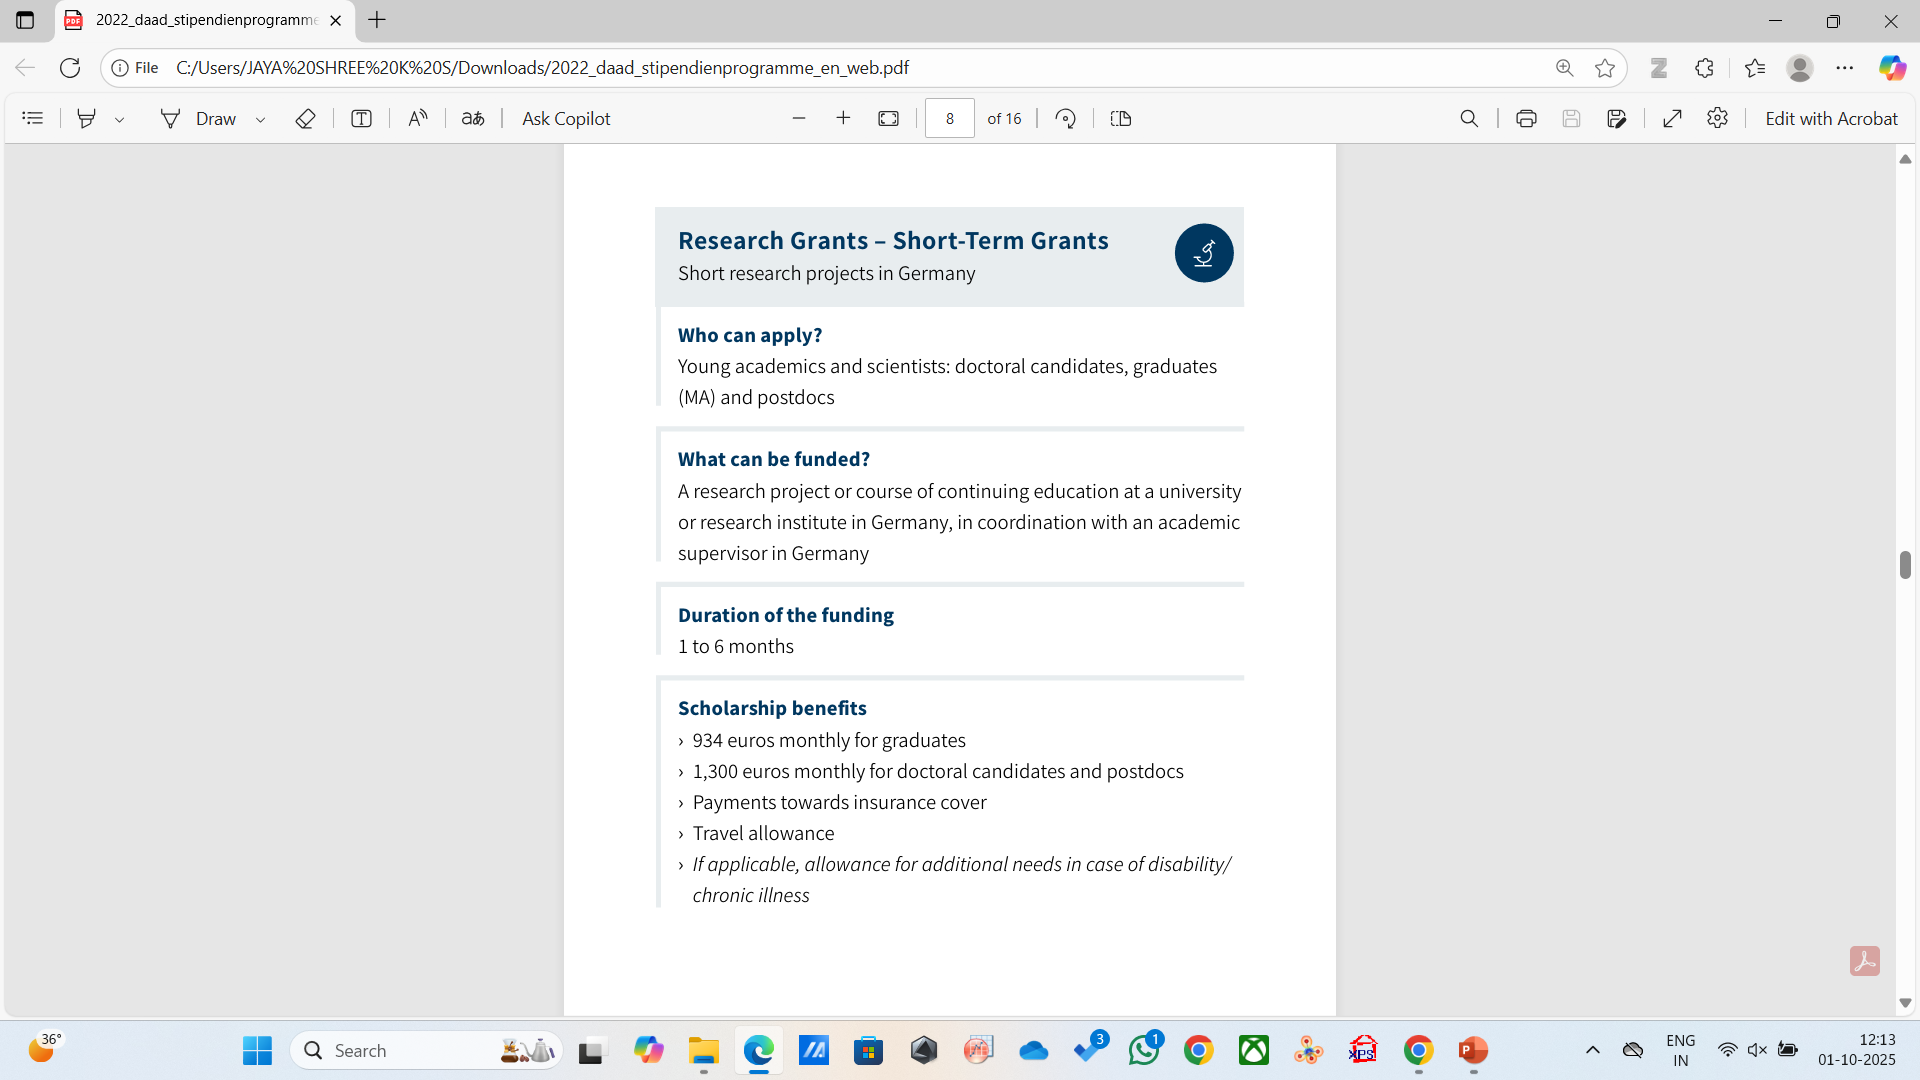 2022_daad_stipendienprogramme
File
C:/Users/JAYA%20SHREE%20K%20S/Downloads/2022_daad_stipendienprogramme_en_web.pdf
Draw
Ask Copilot
8 of 16
Edit with Acrobat
Research Grants – Short-Term Grants
Short research projects in Germany
Who can apply?
Young academics and scientists: doctoral candidates, graduates
(MA) and postdocs
What can be funded?
A research project or course of continuing education at a university
or research institute in Germany, in coordination with an academic
supervisor in Germany
Duration of the funding
1 to 6 months
Scholarship benefits
› 934 euros monthly for graduates
› 1,300 euros monthly for doctoral candidates and postdocs
› Payments towards insurance cover
› Travel allowance
› If applicable, allowance for additional needs in case of disability/
chronic illness
36°
Search
3
1
XPS
ENG
IN
12:13
01-10-2025